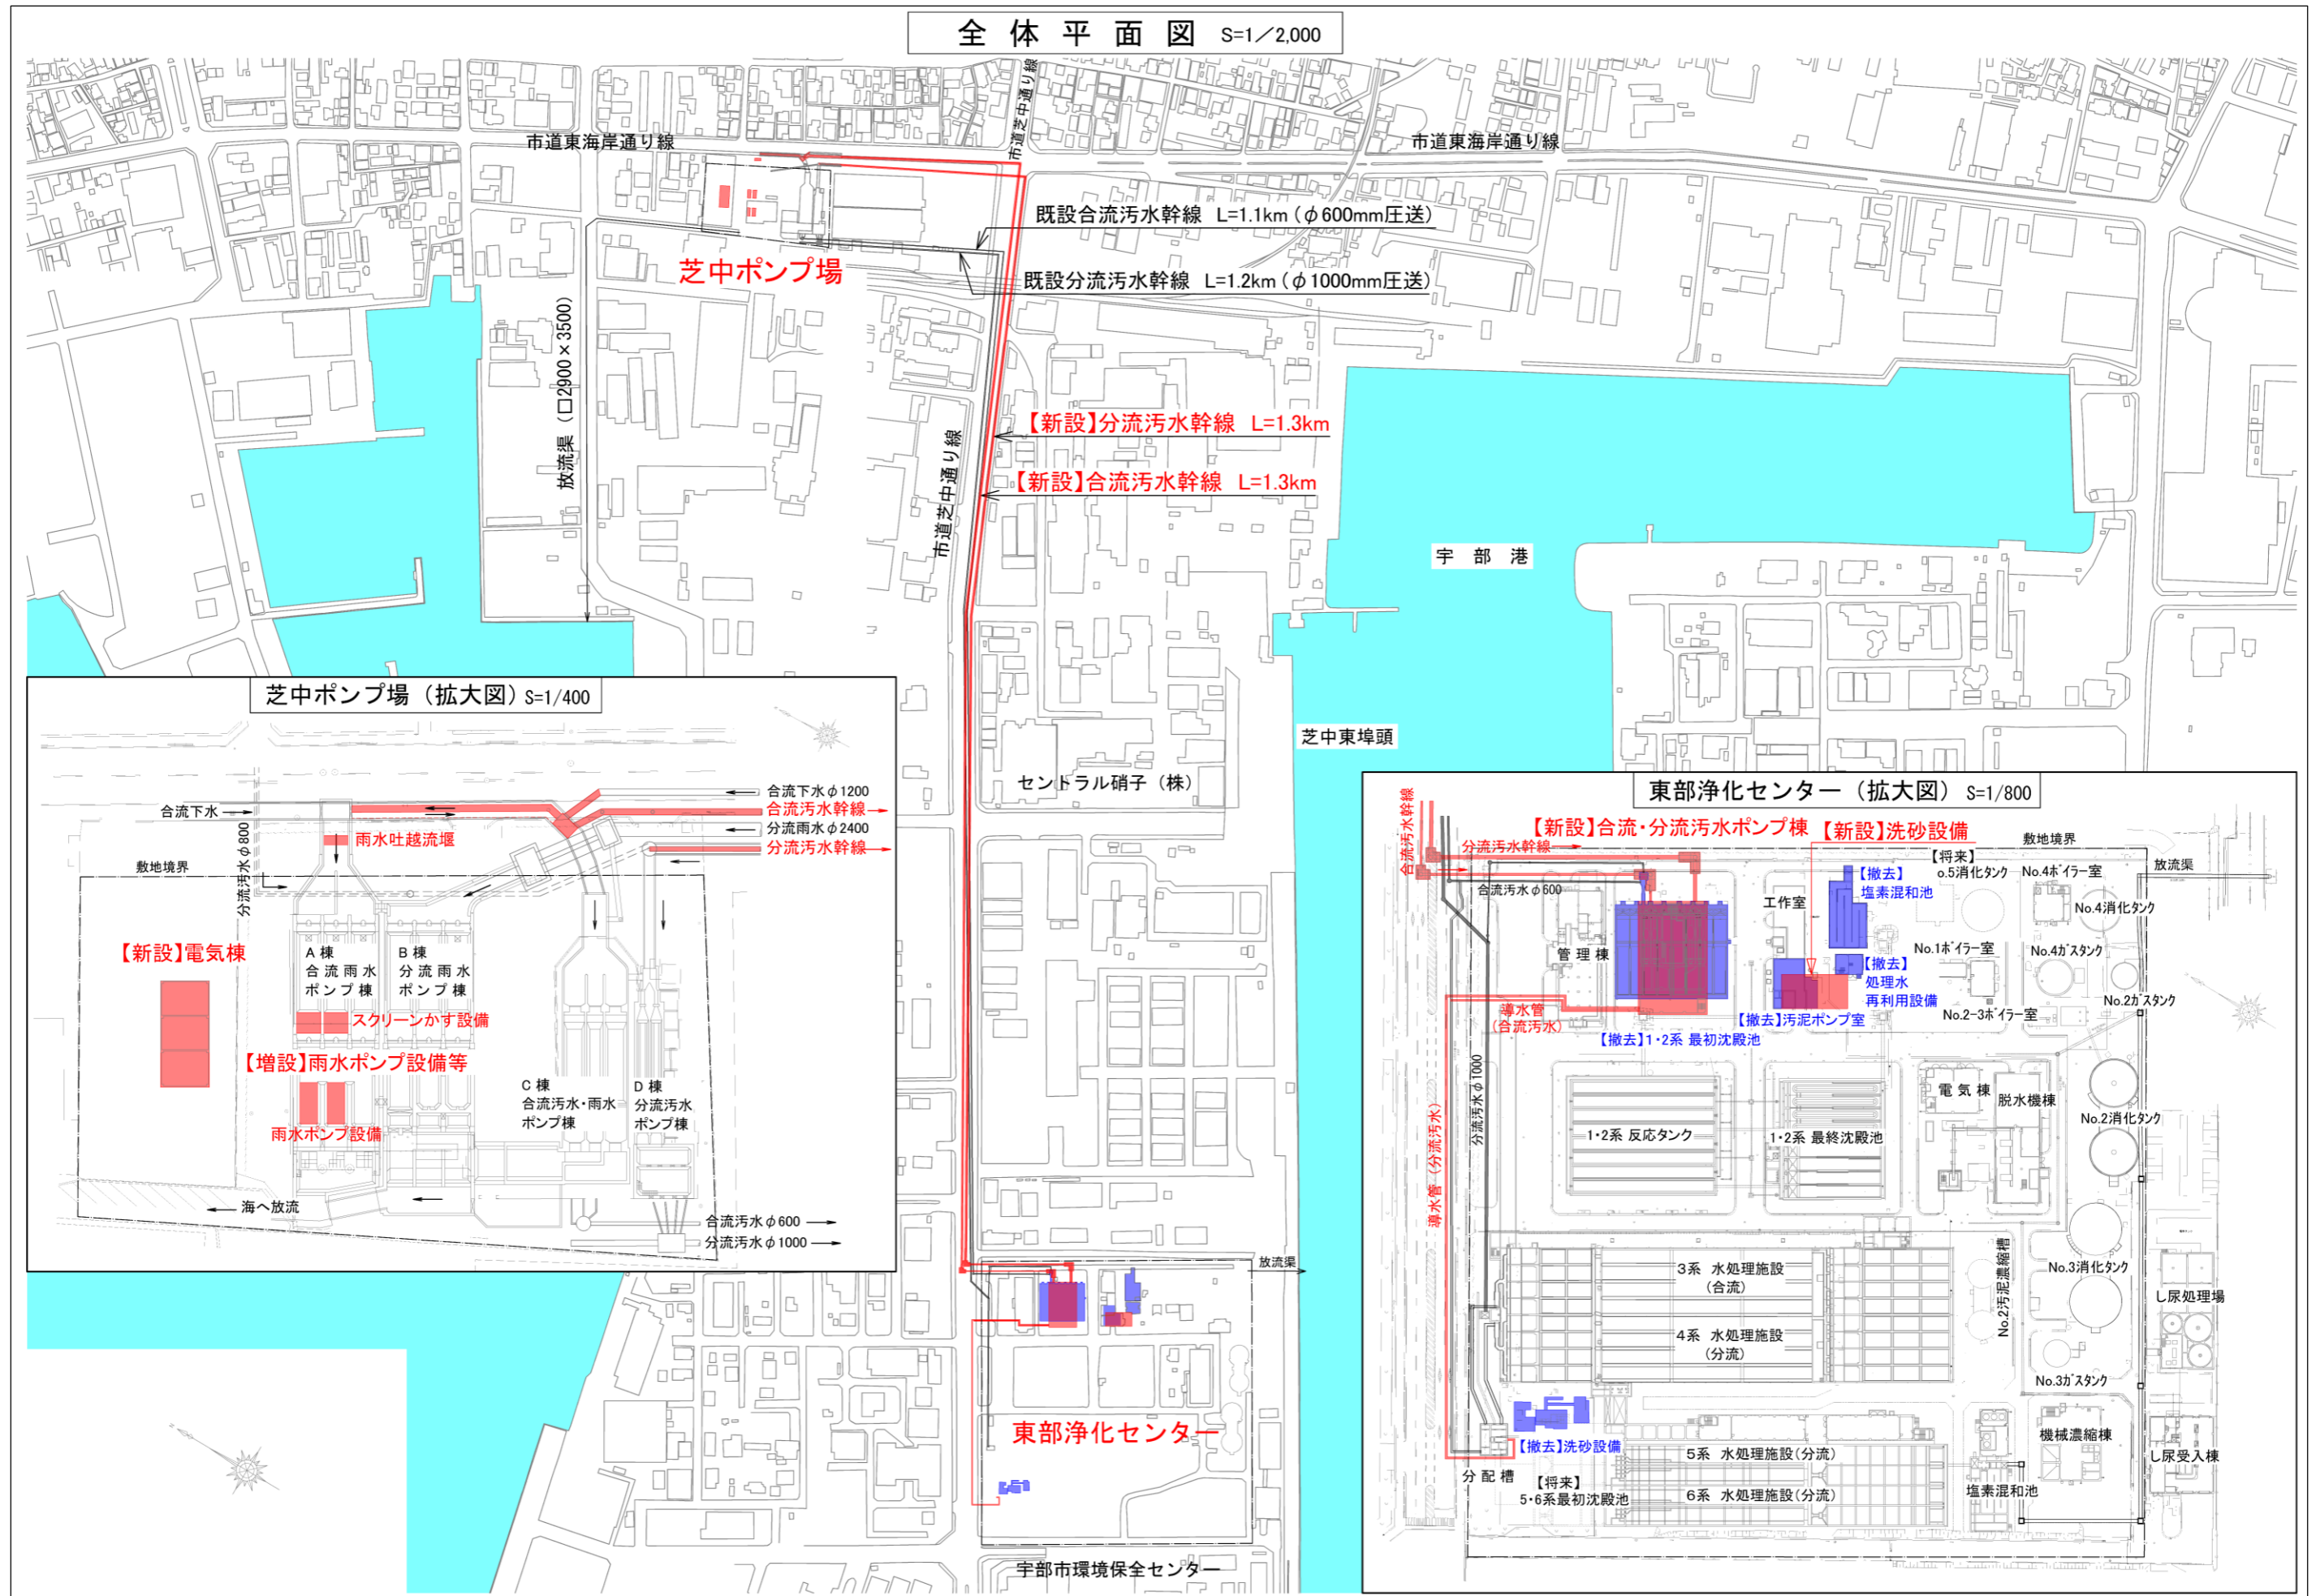 全体平面図 S=1／2,000
市道芝中通り線
市道東海岸通り線
市道東海岸通り線
既設合流汚水幹線 L=1.1km（φ600mm圧送）
芝中ポンプ場
既設分流汚水幹線 L=1.2km（φ1000mm圧送）
放流渠（□2900×3500）
【新設】分流汚水幹線 L=1.3km
市道芝中通り線
【新設】合流汚水幹線 L=1.3km
宇部港
芝中東埠頭
セントラル硝子（株）
放流渠
東部浄化センター
宇部市環境保全センター
芝中ポンプ場（拡大図）S=1/400
合流下水φ1200
合流下水
合流汚水幹線
分流雨水φ2400
雨水吐越流堰
分流汚水幹線
敷地境界
分流汚水φ800
【新設】電気棟
A棟
合流雨水
ポンプ棟
B棟
分流雨水
ポンプ棟
スクリーンかす設備
【増設】雨水ポンプ設備等
C棟
合流汚水・雨水
ポンプ棟
D棟
分流汚水
ポンプ棟
雨水ポンプ設備
海へ放流
合流汚水φ600
分流汚水φ1000
東部浄化センター（拡大図）S=1/800
合流汚水幹線
【新設】合流・分流汚水ポンプ棟
【新設】洗砂設備
分流汚水幹線
敷地境界
【将来】
o.5消化タンク
No.4ボイラー室
放流渠
合流汚水φ600
【撤去】
塩素混和池
工作室
No.4消化タンク
管理棟
No.1ボイラー室
No.4ガスタンク
【撤去】
処理水
再利用設備
No.2ガスタンク
導水管
（合流汚水）
【撤去】汚泥ポンプ室
No.2-3ボイラー室
【撤去】1・2系 最初沈殿池
分流汚水φ1000
導水管（分流汚水）
電気棟
脱水機棟
No.2消化タンク
1・2系 反応タンク
1・2系 最終沈殿池
3系 水処理施設
（合流）
No.2汚泥濃縮槽
No.3消化タンク
し尿処理場
4系 水処理施設
（分流）
No.3ガスタンク
機械濃縮棟
【撤去】洗砂設備
5系 水処理施設（分流）
し尿受入棟
分配槽
【将来】
5・6系最初沈殿池
6系 水処理施設（分流）
塩素混和池